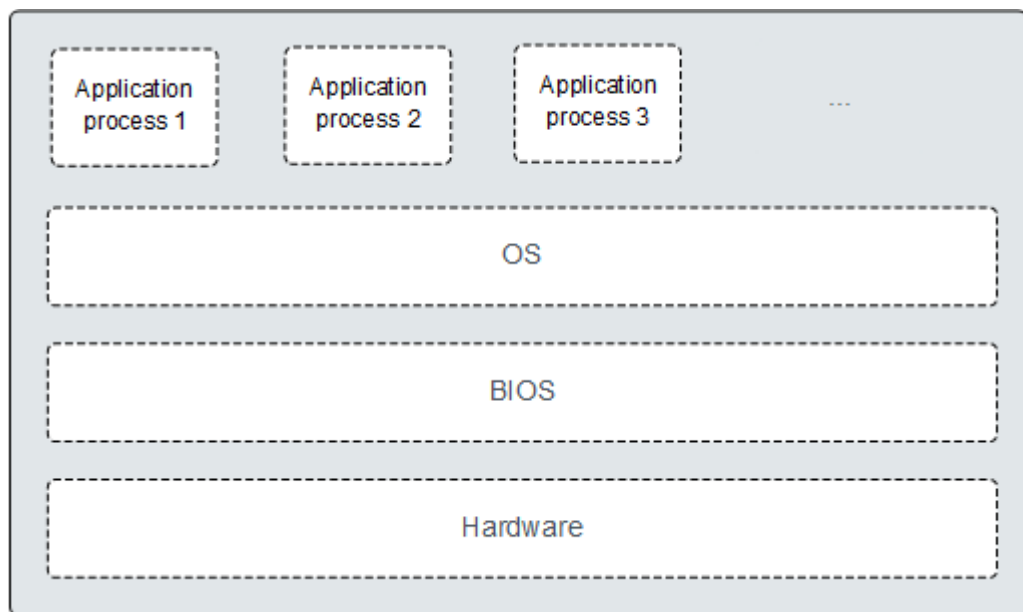 Application
process 1
Application
process 2
Application
process 3
...
OS
BIOS
Hardware